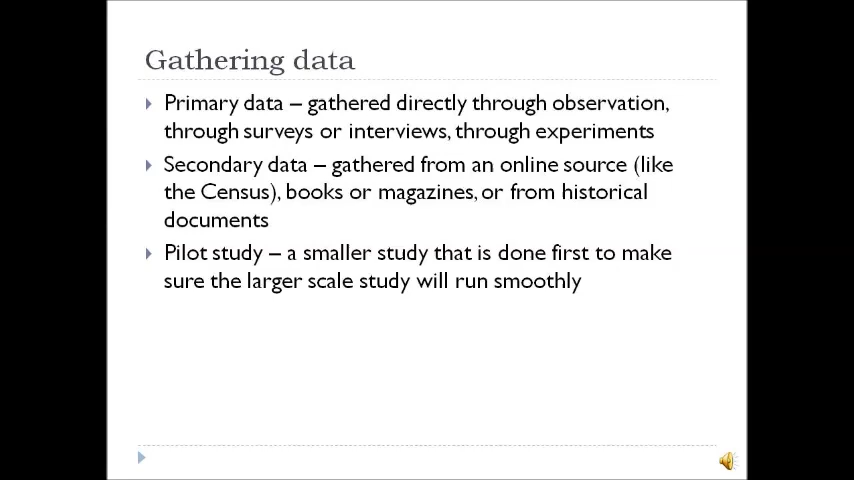 Gathering data
Primary data – gathered directly through observation,
through surveys or interviews, through experiments
Secondary data – gathered from an online source (like
the Census), books or magazines, or from historical
documents
Pilot study – a smaller study that is done first to make
sure the larger scale study will run smoothly